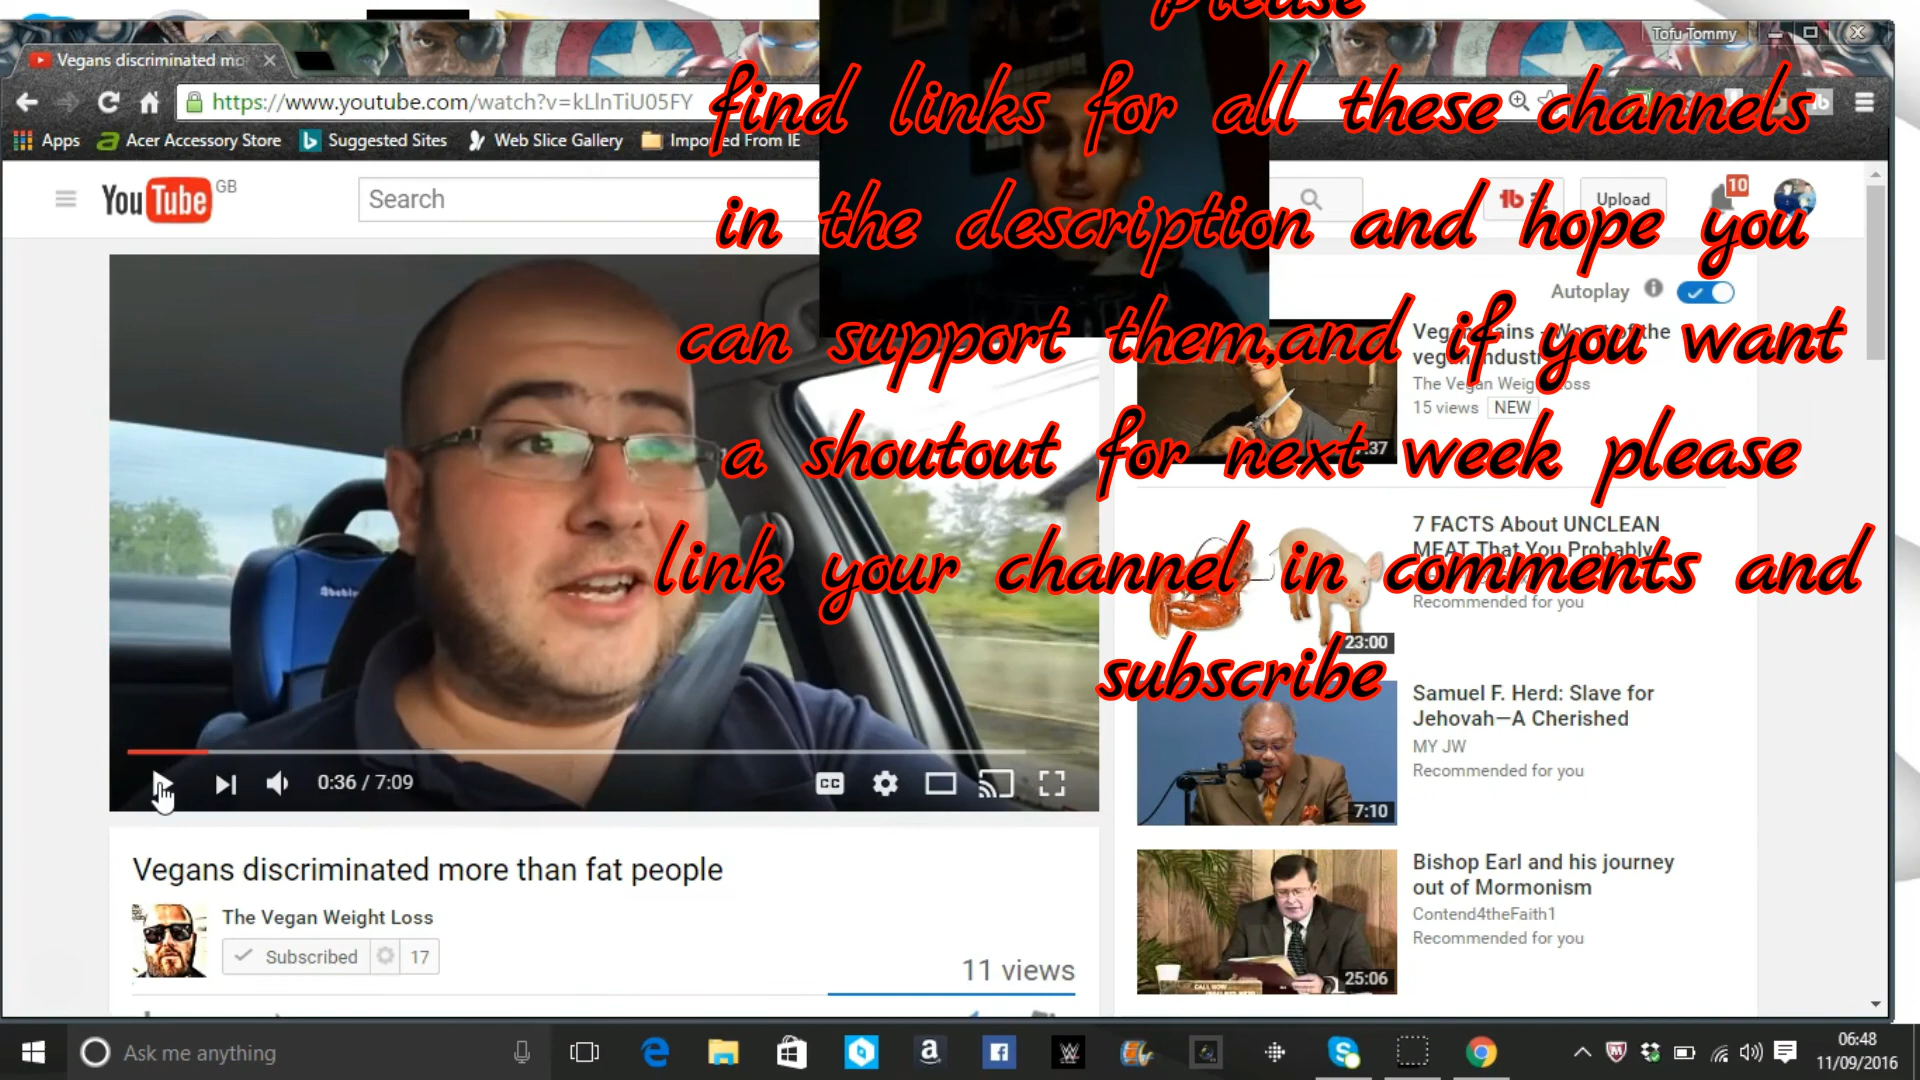 Please
find links for all these channels
in the description and hope you
can support them,and if you want
a shoutout for next week please
link your channel in comments and
subscribe
Tofu Tommy
Vegans discriminated mo
https://www.youtube.com/watch?v=kLlnTiU05FY
Apps
Acer Accessory Store
Suggested Sites
Web Slice Gallery
Imported From IE
YouTube GB
Search
Upload
10
Autoplay
the
The Vegan Weight Loss
15 views NEW
:37
7 FACTS About UNCLEAN
MEAT That You Probably
Recommended for you
23:00
Samuel F. Herd: Slave for
Jehovah—A Cherished
MY JW
Recommended for you
7:10
Bishop Earl and his journey
out of Mormonism
Contend4theFaith1
Recommended for you
25:06
0:36 / 7:09
CC
Vegans discriminated more than fat people
The Vegan Weight Loss
Subscribed 17
11 views
Ask me anything
06:48
11/09/2016